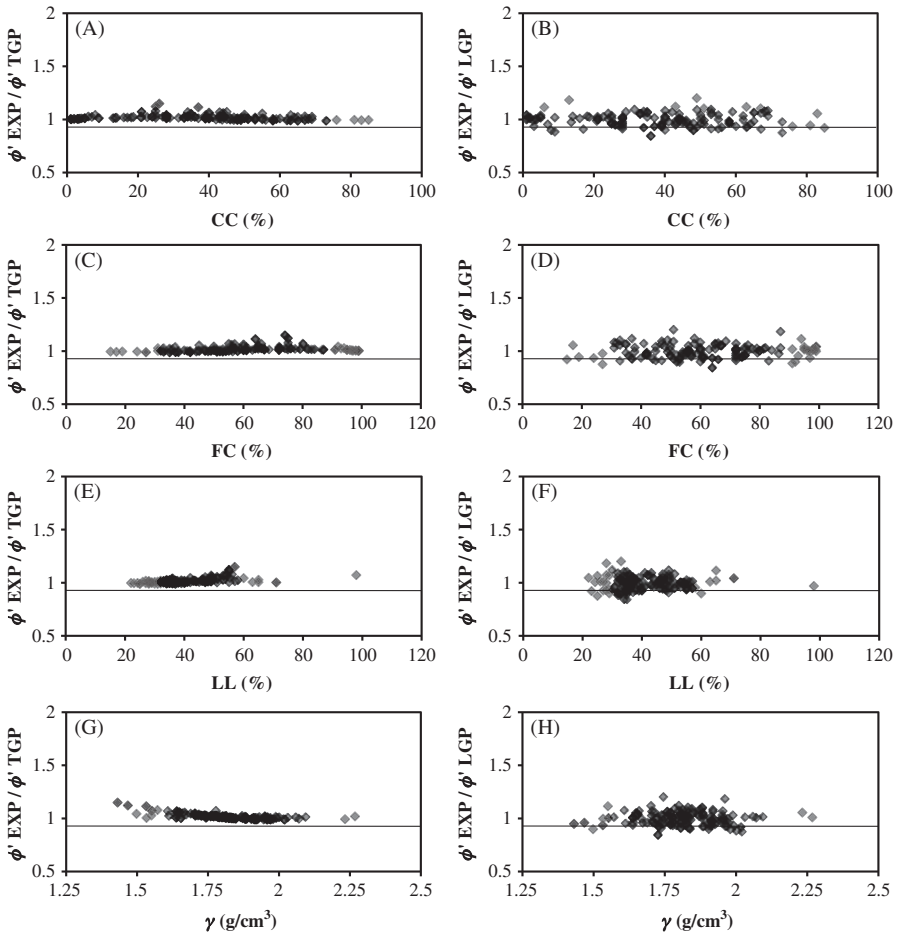 (A)
ϕ' EXP / ϕ' TGP
2
1.5
1
0.5
0 20 40 60 80 100
CC (%)
(B)
ϕ' EXP / ϕ' LGP
2
1.5
1
0.5
0 20 40 60 80 100
CC (%)
(C)
ϕ' EXP / ϕ' TGP
2
1.5
1
0.5
0 20 40 60 80 100 120
FC (%)
(D)
ϕ' EXP / ϕ' LGP
2
1.5
1
0.5
0 20 40 60 80 100 120
FC (%)
(E)
ϕ' EXP / ϕ' TGP
2
1.5
1
0.5
0 20 40 60 80 100 120
LL (%)
(F)
ϕ' EXP / ϕ' LGP
2
1.5
1
0.5
0 20 40 60 80 100 120
LL (%)
(G)
ϕ' EXP / ϕ' TGP
2
1.5
1
0.5
1.25 1.5 1.75 2 2.25 2.5
γ (g/cm³)
(H)
ϕ' EXP / ϕ' LGP
2
1.5
1
0.5
1.25 1.5 1.75 2 2.25 2.5
γ (g/cm³)